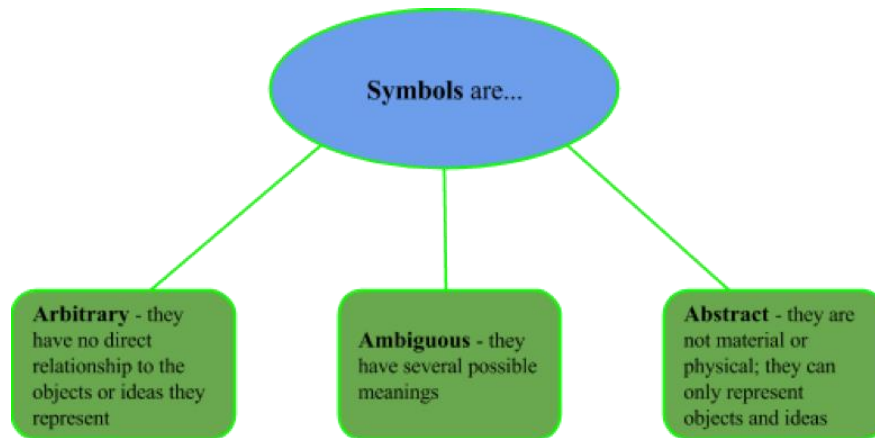 Symbols are...
Arbitrary - they
have no direct
relationship to the
objects or ideas they
represent
Ambiguous - they
have several possible
meanings
Abstract - they are
not material or
physical; they can
only represent
objects and ideas